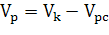 Vp = Vk − Vpc